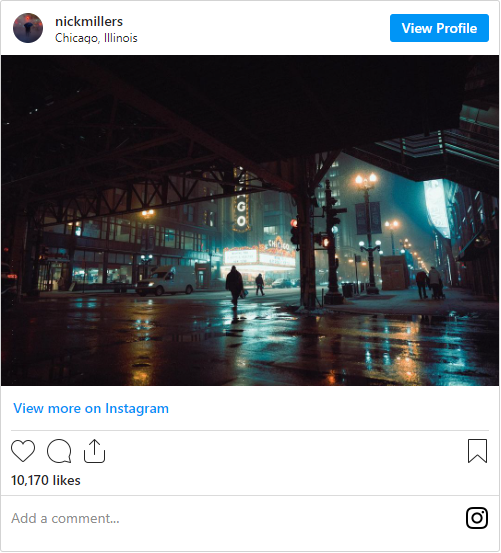 nickmillers
Chicago, Illinois
View Profile
GO
CHICAGO
View more on Instagram
10,170 likes
Add a comment...